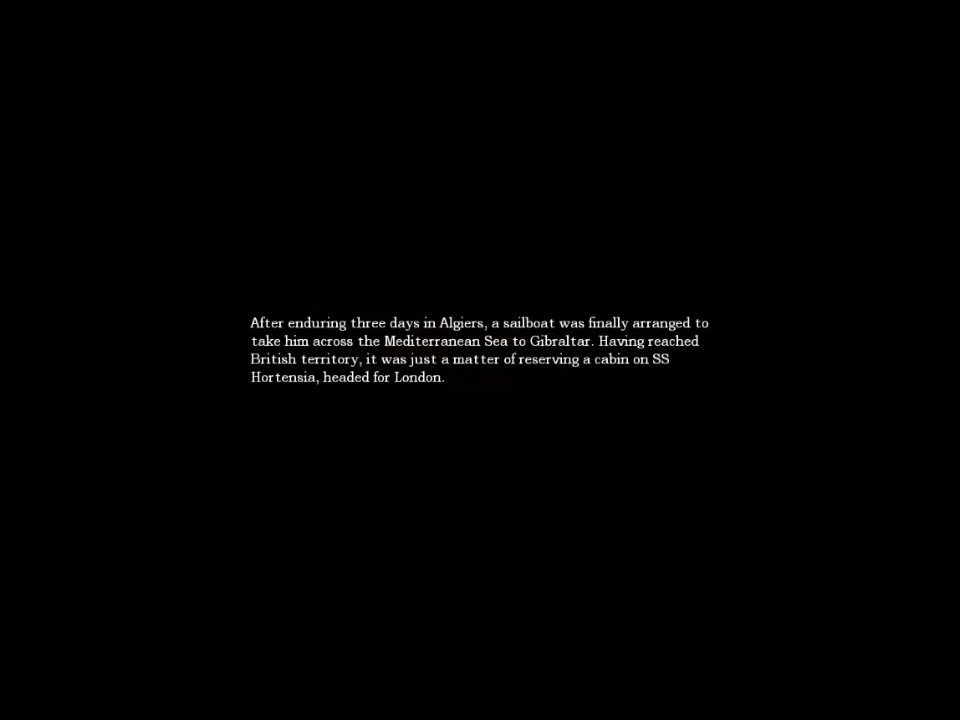 After enduring three days in Algiers, a sailboat was finally arranged to
take him across the Mediterranean Sea to Gibraltar. Having reached
British territory, it was just a matter of reserving a cabin on SS
Hortensia, headed for London.